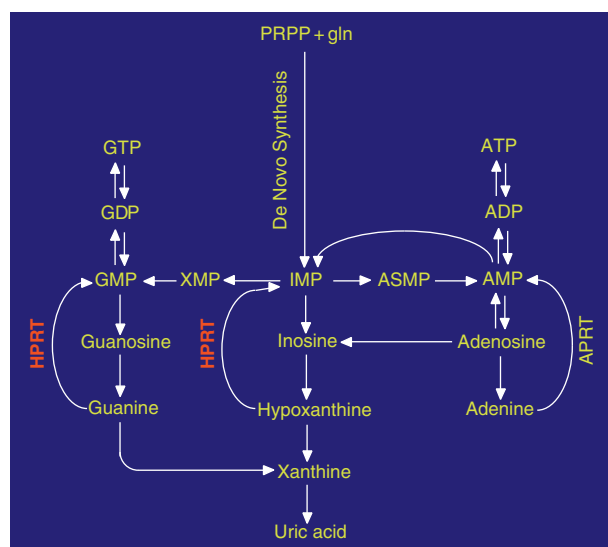 PRPP + gln
De Novo Synthesis
GTP
ATP
GDP
ADP
GMP
XMP
IMP
ASMP
AMP
HPRT
Guanosine
HPRT
Inosine
Adenosine
APRT
Guanine
Hypoxanthine
Adenine
Xanthine
Uric acid